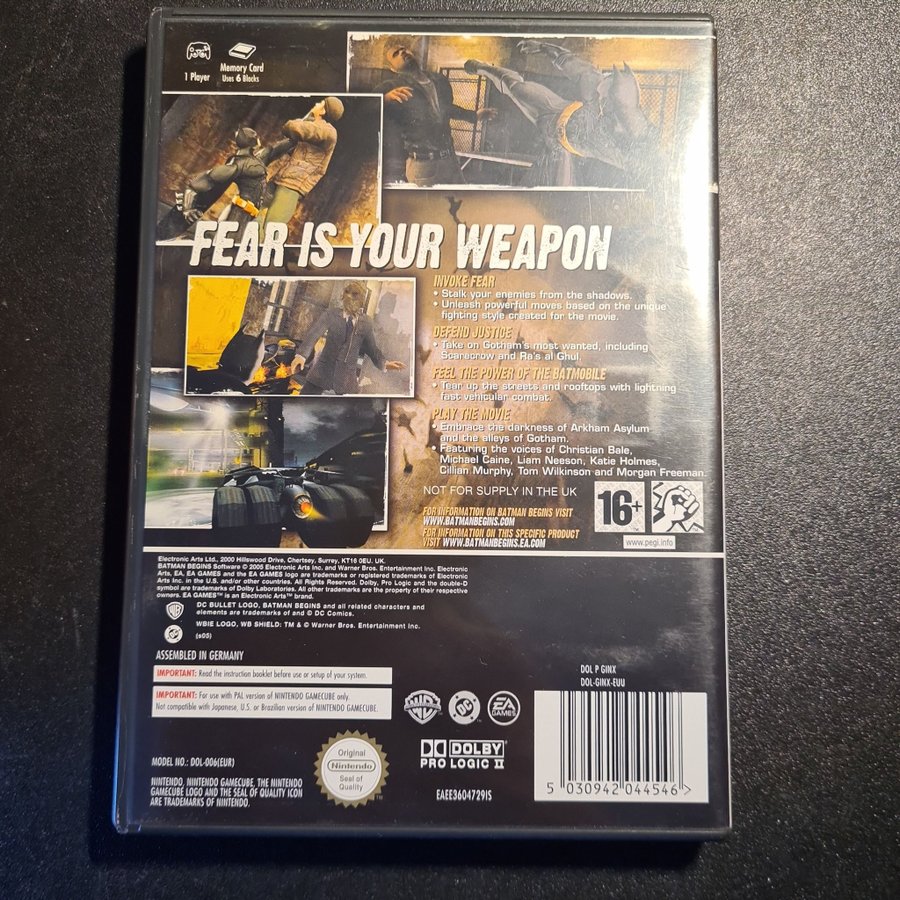 1 Player
Memory Card
Uses 6 Blocks
FEAR IS YOUR WEAPON
INVOKE FEAR
• Stalk your enemies from the shadows.
• Unleash powerful moves based on the unique
fighting style created for the movie.
DEFEND JUSTICE
• Take on Gotham's most wanted, including
Scarecrow and Ra's al Ghul.
FEEL THE POWER OF THE BATMOBILE
• Tear up the streets and rooftops with lightning
fast vehicular combat.
PLAY THE MOVIE
• Embrace the darkness of Arkham Asylum
and the alleys of Gotham.
• Featuring the voices of Christian Bale,
Michael Caine, Liam Neeson, Katie Holmes,
Cillian Murphy, Tom Wilkinson and Morgan Freeman.
NOT FOR SUPPLY IN THE UK
FOR INFORMATION ON BATMAN BEGINS VISIT
WWW.BATMANBEGINS.COM
FOR INFORMATION ON THIS SPECIFIC PRODUCT
VISIT WWW.BATMANBEGINS.EA.COM
16+
www.pegi.info
Electronic Arts Ltd., 2000 Hillswood Drive, Chertsey, Surrey, KT16 0EU. UK.
BATMAN BEGINS Software © 2005 Electronic Arts Inc. and Warner Bros. Entertainment Inc. Electronic
Arts, EA, EA GAMES and the EA GAMES logo are trademarks or registered trademarks of Electronic
Arts Inc. in the U.S. and/or other countries. All Rights Reserved. Dolby, Pro Logic and the double-D
symbol are trademarks of Dolby Laboratories. All other trademarks are the property of their respective
owners. EA GAMES™ is an Electronic Arts™ brand.
DC BULLET LOGO, BATMAN BEGINS and all related characters and
elements are trademarks of and © DC Comics.
WBIE LOGO, WB SHIELD: TM & © Warner Bros. Entertainment Inc.
(s05)
ASSEMBLED IN GERMANY
IMPORTANT: Read the instruction booklet before use or setup of your system.
IMPORTANT: For use with PAL version of NINTENDO GAMECUBE only.
Not compatible with Japanese, U.S. or Brazilian version of NINTENDO GAMECUBE.
DOL P GINX
DOL-GINX-EUU
DC
EA
GAMES
DOLBY
PRO LOGIC II
MODEL NO.: DOL-006(EUR)
NINTENDO, NINTENDO GAMECUBE, THE NINTENDO
GAMECUBE LOGO AND THE SEAL OF QUALITY ICON
ARE TRADEMARKS OF NINTENDO.
Original
Nintendo
Seal of
Quality
TM
EAEE3604729IS
5 030942 044546 >